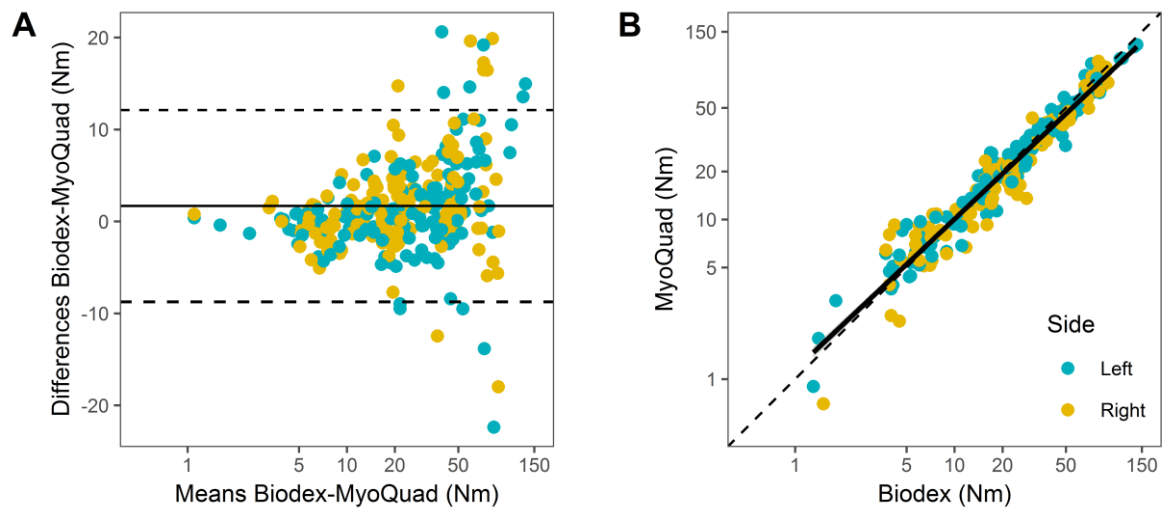 A
Differences Biodex-MyoQuad (Nm)
20
10
0
-10
-20
1 5 10 20 50 150
Means Biodex-MyoQuad (Nm)
B
MyoQuad (Nm)
150
50
20
10
5
1
Side
Left
Right
1 5 10 20 50 150
Biodex (Nm)